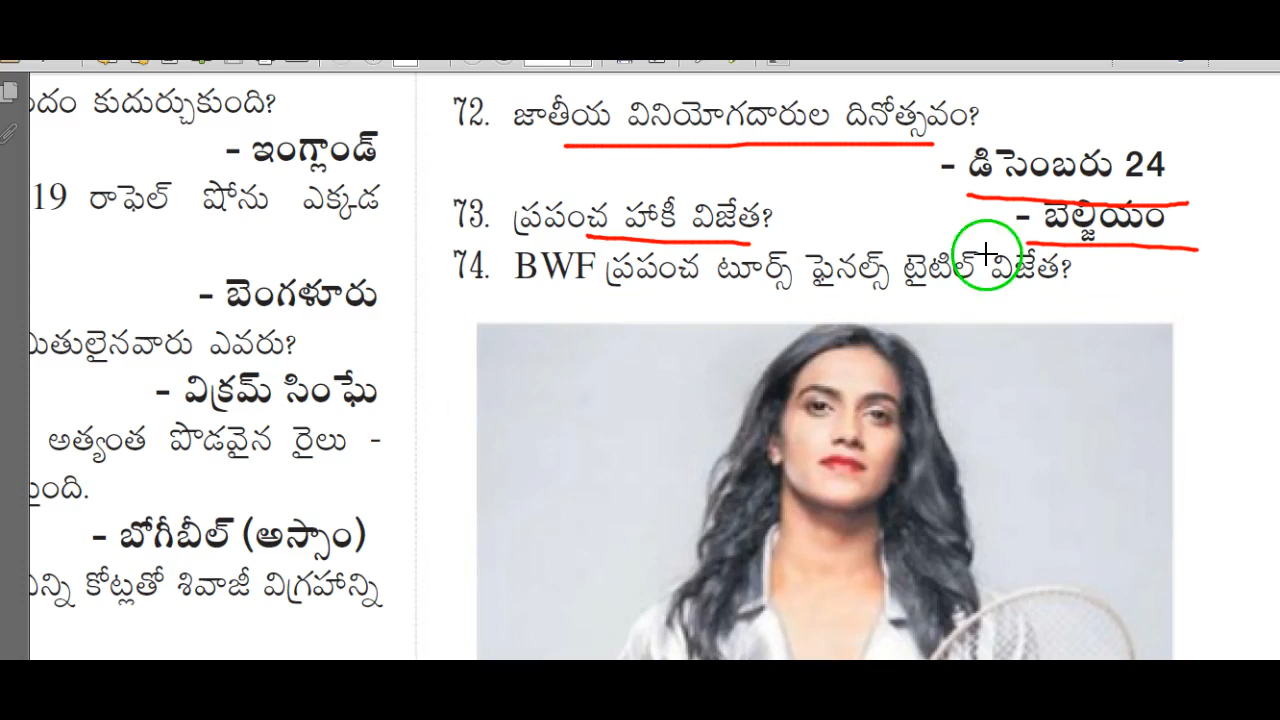 దం కుదుర్చుకుంది?
- ఇంగ్లాండ్
19 రాఫెల్ షోను ఎక్కడ
- బెంగళూరు
మితులైనవారు ఎవరు?
- విక్రమ్ సింఘే
అత్యంత పొడవైన రైలు -
ంది.
- బోగీబీల్ (అస్సాం)
న్ని కోట్లతో శివాజీ విగ్రహాన్ని
72. జాతీయ వినియోగదారుల దినోత్సవం?
- డిసెంబరు 24
73. ప్రపంచ హాకీ విజేత? - బెల్జియం
74. BWF ప్రపంచ టూర్స్ ఫైనల్స్ టైటిల్ విజేత?